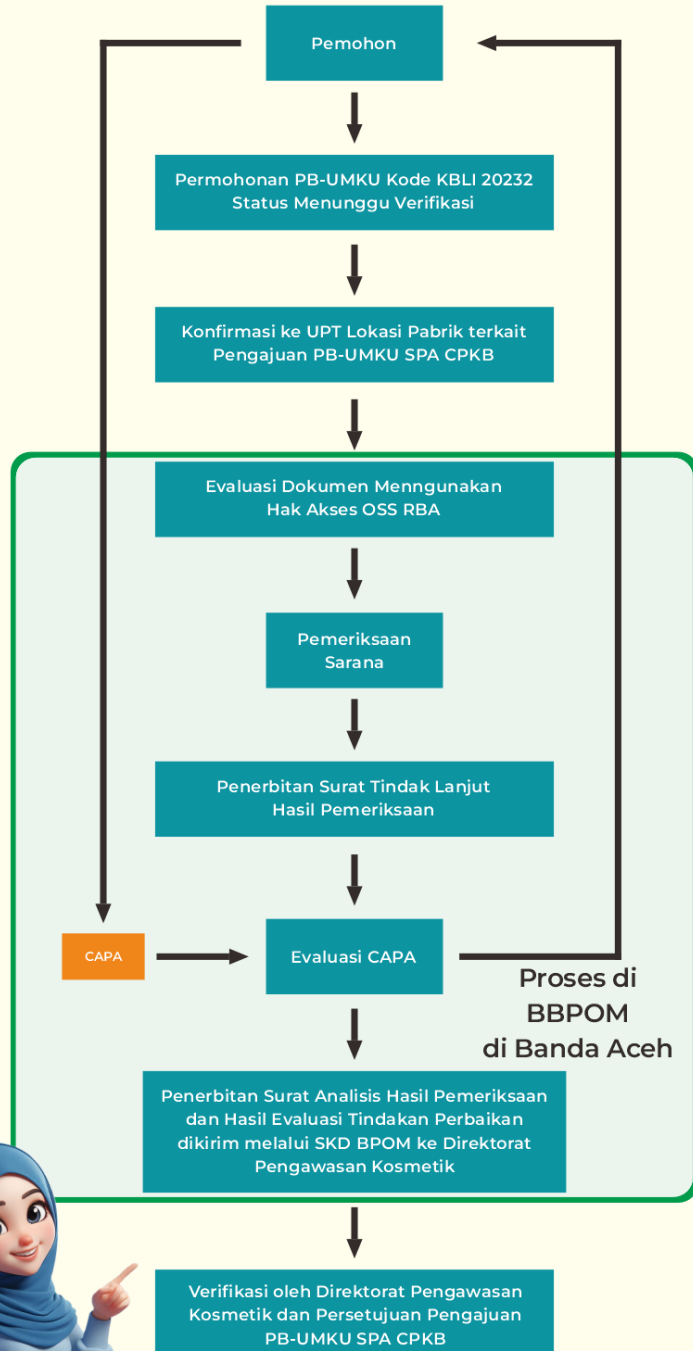 Pemohon
Permohonan PB-UMKU Kode KBLI 20232
Status Menunggu Verifikasi
Konfirmasi ke UPT Lokasi Pabrik terkait
Pengajuan PB-UMKU SPA CPKB
Evaluasi Dokumen Menngunakan
Hak Akses OSS RBA
Pemeriksaan
Sarana
Penerbitan Surat Tindak Lanjut
Hasil Pemeriksaan
CAPA
Evaluasi CAPA
Proses di
BBPOM
di Banda Aceh
Penerbitan Surat Analisis Hasil Pemeriksaan
dan Hasil Evaluasi Tindakan Perbaikan
dikirim melalui SKD BPOM ke Direktorat
Pengawasan Kosmetik
Verifikasi oleh Direktorat Pengawasan
Kosmetik dan Persetujuan Pengajuan
PB-UMKU SPA CPKB